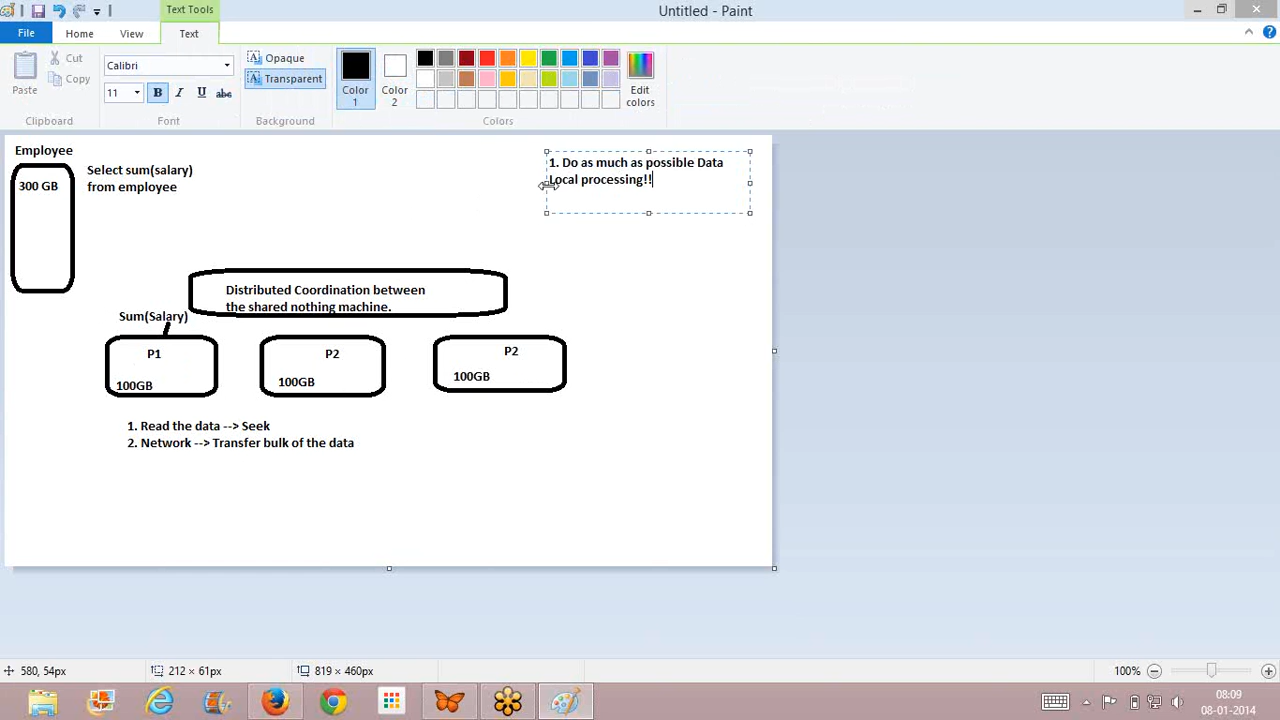 Text Tools
Untitled - Paint
File
Home
View
Text
Paste
Cut
Copy
Clipboard
Calibri
11
B
I
U
abc
Font
Opaque
Transparent
Background
Color 1
Color 2
Edit colors
Colors
Employee
300 GB
Select sum(salary)
from employee
1. Do as much as possible Data
Local processing!!
Distributed Coordination between
the shared nothing machine.
Sum(Salary)
P1
100GB
P2
100GB
P2
100GB
1. Read the data --> Seek
2. Network --> Transfer bulk of the data
580, 54px
212 × 61px
819 × 460px
100%
08:09
08-01-2014